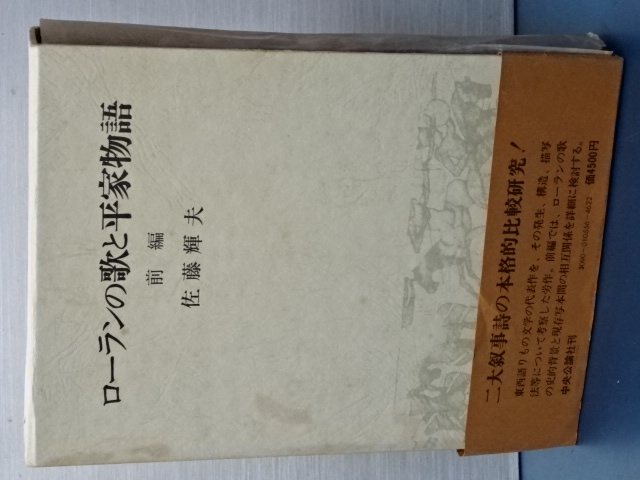 ローランの歌と平家物語
前編
佐藤輝夫
二大叙事詩の本格的比較研究！
東西語りもの文学の代表作を、その発生、構造、描写
法等について考察した労作。前編では、ローランの歌
の史的背景と現存写本間の相互関係を詳細に検討する。
中央公論社刊
価4500円